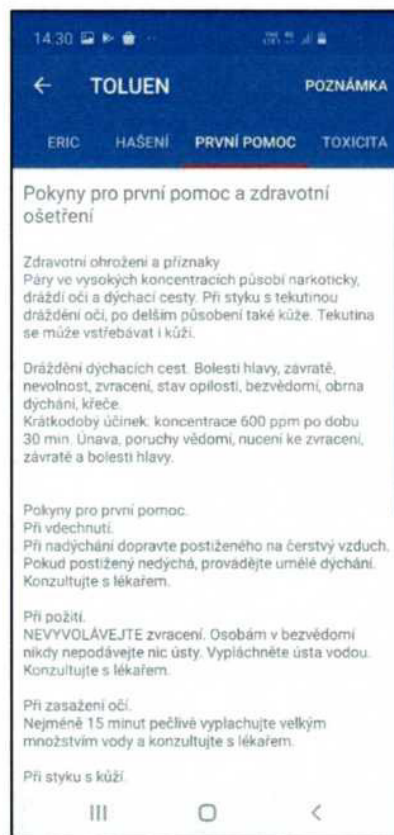 14.30
TOLUEN
POZNÁMKA
ERIC HAŠENÍ PRVNÍ POMOC TOXICITA
Pokyny pro první pomoc a zdravotní
ošetření
Zdravotní ohrožení a příznaky
Páry ve vysokých koncentracích působí narkoticky,
dráždí oči a dýchací cesty. Při styku s tekutinou
dráždění očí, po delším působení také kůže. Tekutina
se může vstřebávat i kůží.
Dráždění dýchacích cest. Bolesti hlavy, závratě,
nevolnost, zvracení, stav opilosti, bezvědomí, obrna
dýchání, křeče.
Krátkodobý účinek: koncentrace 600 ppm po dobu
30 min. Únava, poruchy vědomí, nucení ke zvracení,
závratě a bolesti hlavy.
Pokyny pro první pomoc.
Při vdechnutí.
Při nadýchání dopravte postiženého na čerstvý vzduch.
Pokud postižený nedýchá, provádějte umělé dýchání.
Konzultujte s lékařem.
Při požití.
NEVYVOLÁVEJTE zvracení. Osobám v bezvědomí
nikdy nepodávejte nic ústy. Vypláchněte ústa vodou.
Konzultujte s lékařem.
Při zasažení očí.
Nejméně 15 minut pečlivě vyplachujte velkým
množstvím vody a konzultujte s lékařem.
Při styku s kůží.